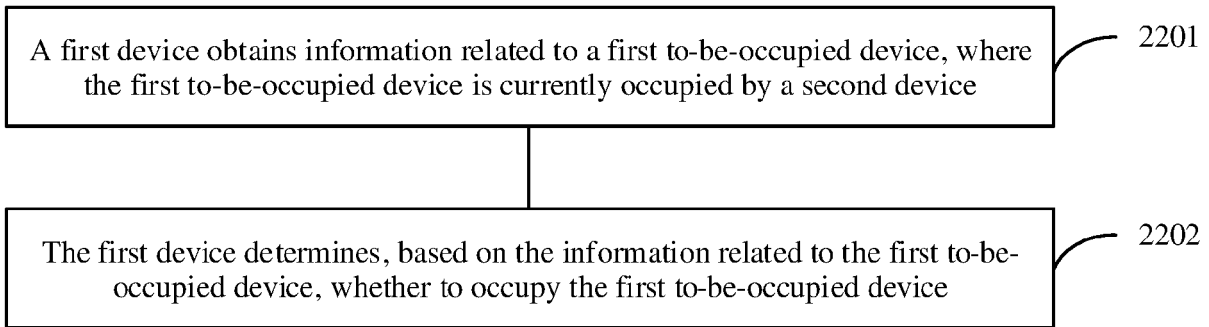 A first device obtains information related to a first to-be-occupied device, where
the first to-be-occupied device is currently occupied by a second device
2201
The first device determines, based on the information related to the first to-be-
occupied device, whether to occupy the first to-be-occupied device
2202